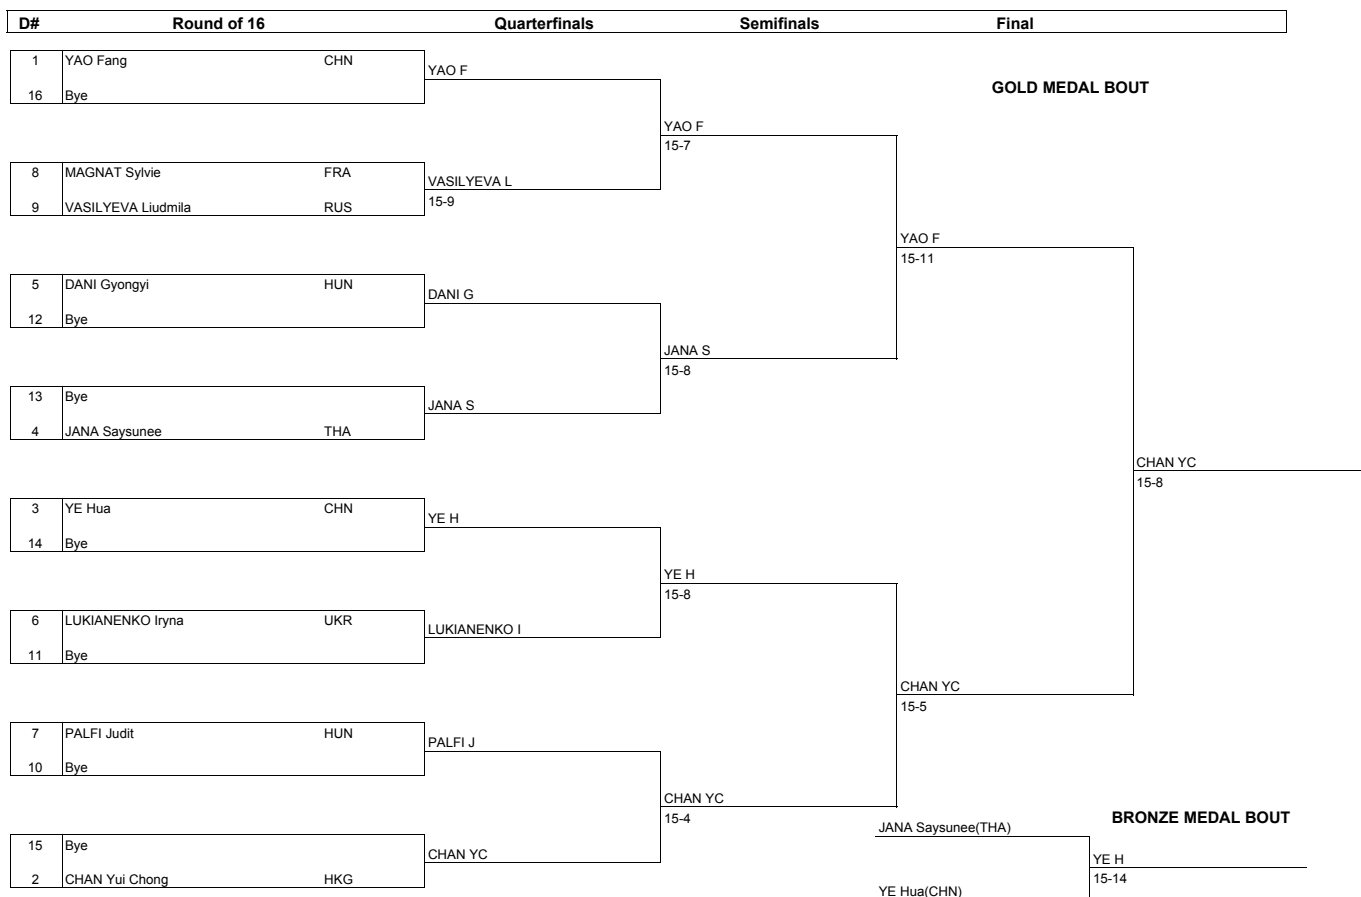 D# Round of 16 Quarterfinals Semifinals Final
1 YAO Fang CHN
YAO F
16 Bye
GOLD MEDAL BOUT
YAO F
15-7
8 MAGNAT Sylvie FRA
VASILYEVA L
15-9
9 VASILYEVA Liudmila RUS
YAO F
15-11
5 DANI Gyongyi HUN
DANI G
12 Bye
JANA S
15-8
13 Bye
JANA S
4 JANA Saysunee THA
CHAN YC
15-8
3 YE Hua CHN
YE H
14 Bye
YE H
15-8
6 LUKIANENKO Iryna UKR
LUKIANENKO I
11 Bye
CHAN YC
15-5
7 PALFI Judit HUN
PALFI J
10 Bye
CHAN YC
15-4
BRONZE MEDAL BOUT
JANA Saysunee(THA)
15 Bye
CHAN YC
YE H
15-14
2 CHAN Yui Chong HKG
YE Hua(CHN)